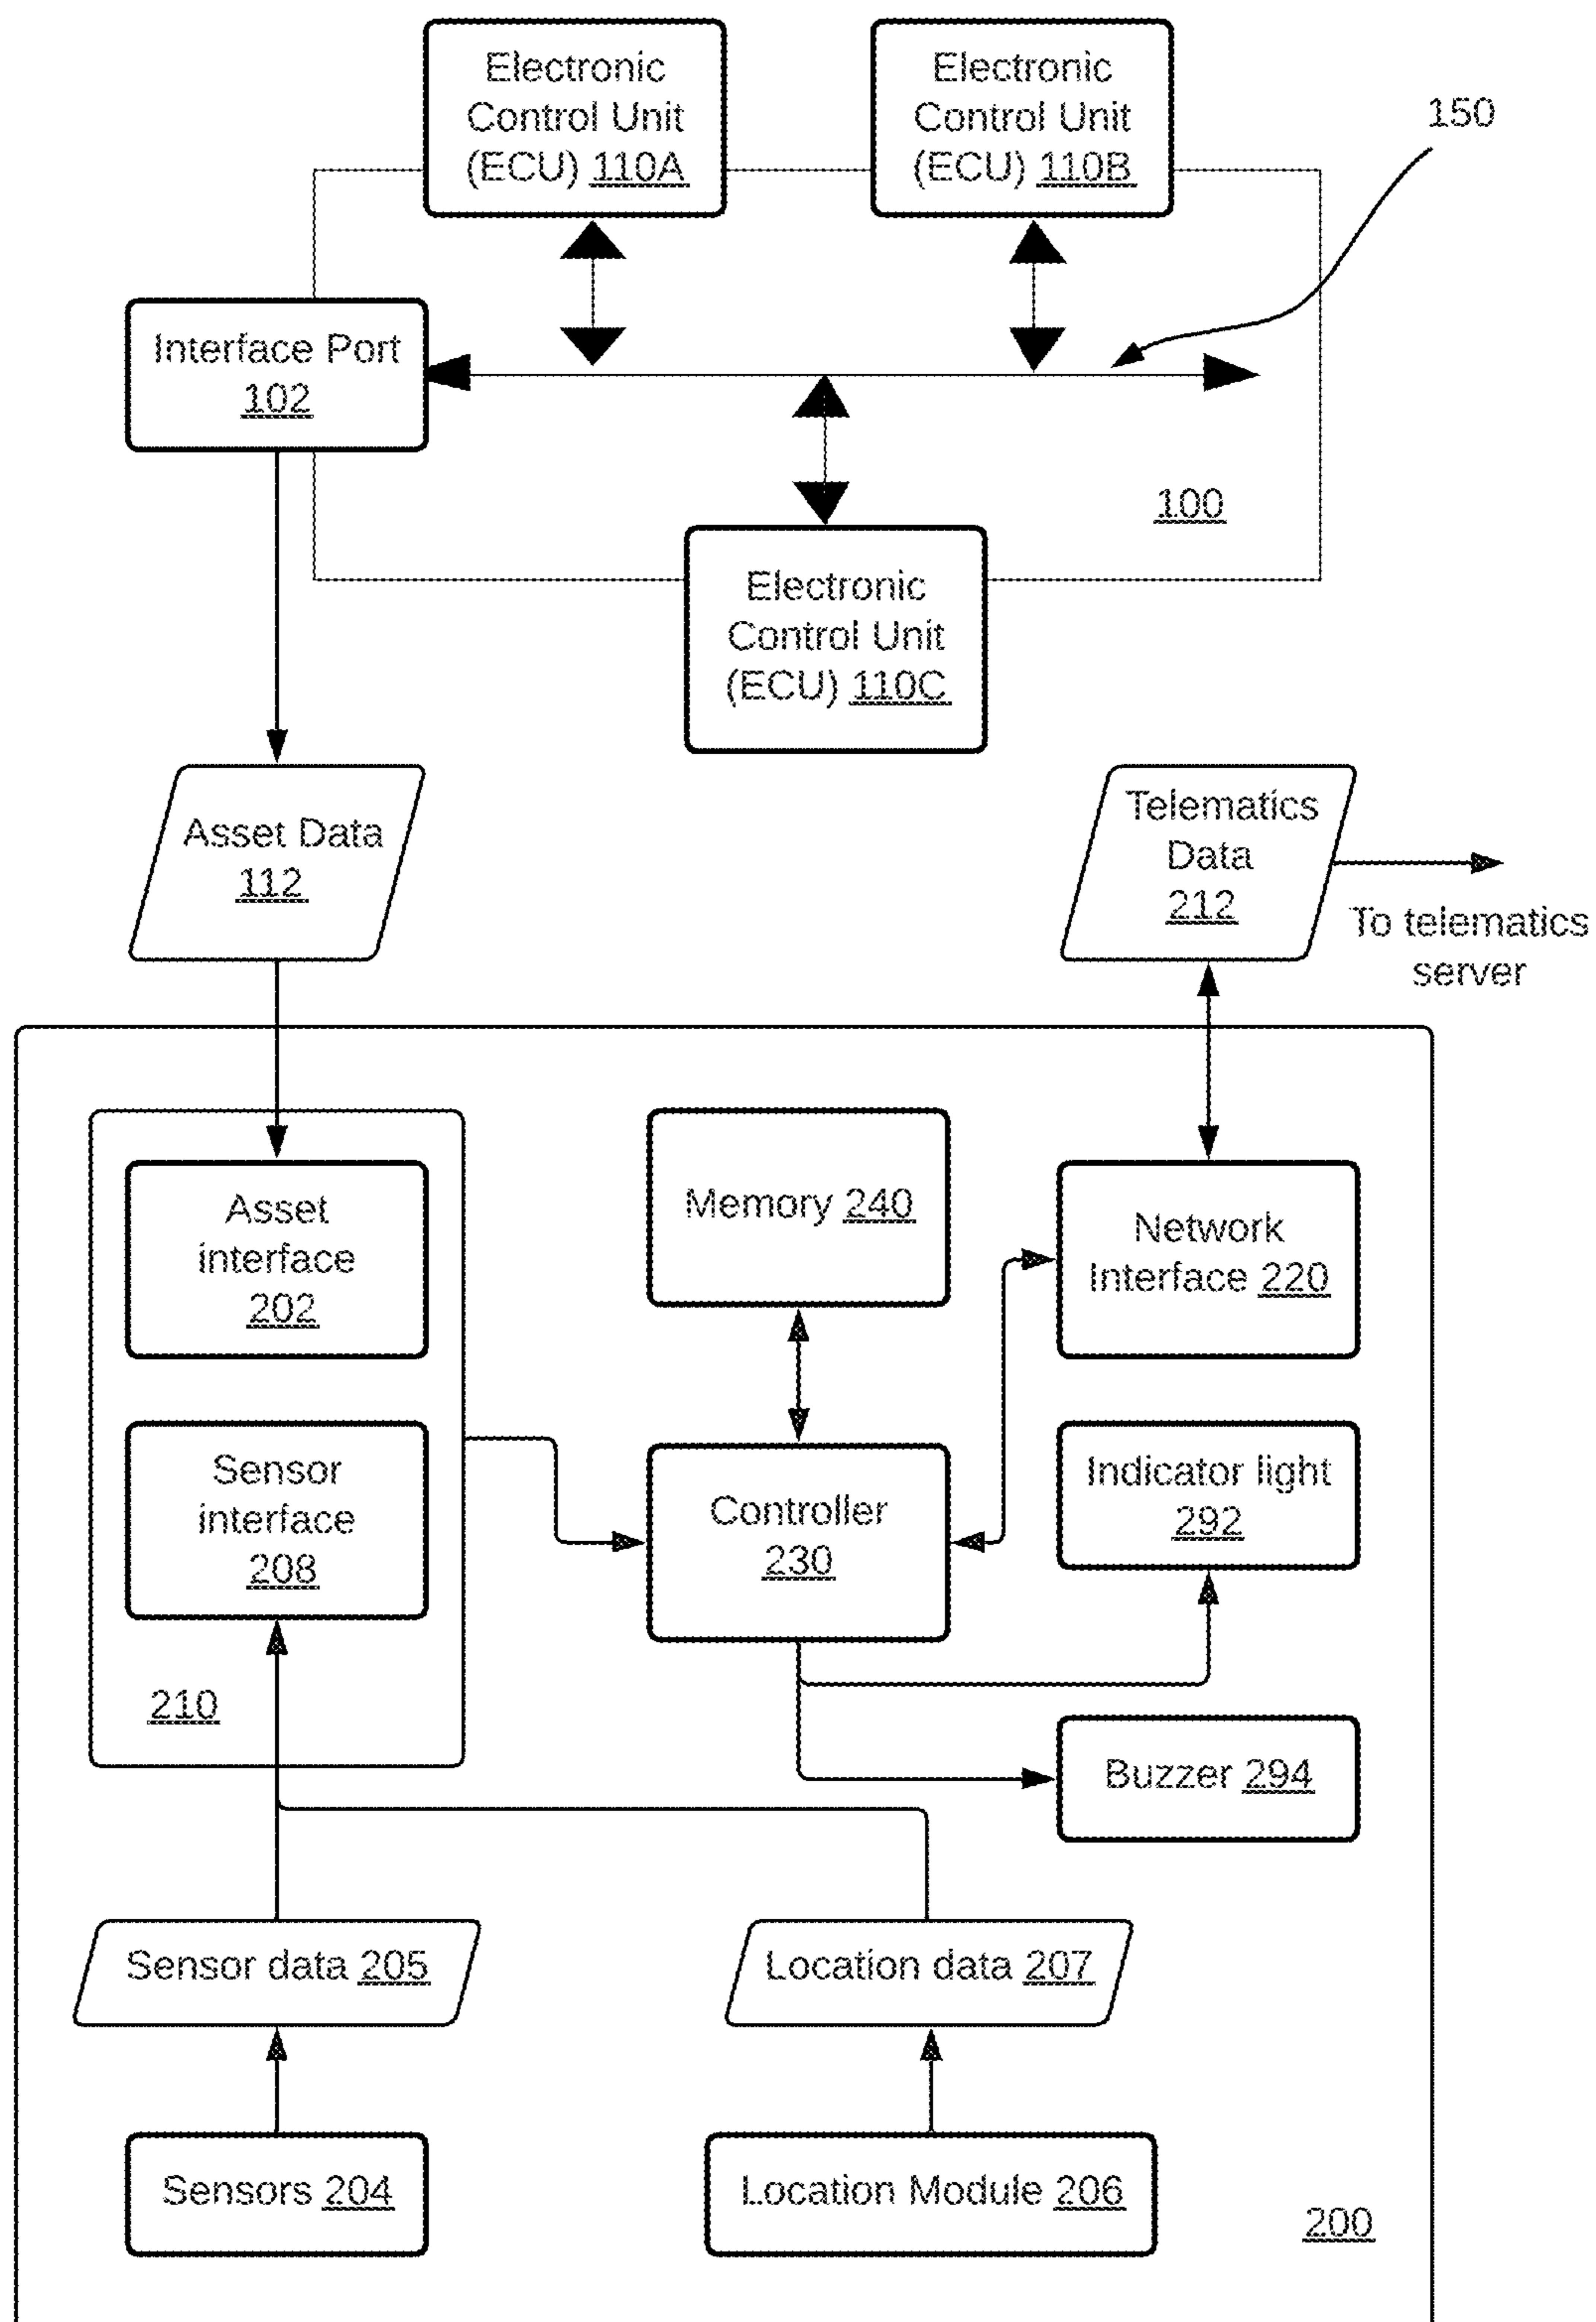 Electronic
Control Unit
(ECU) 110A
Electronic
Control Unit
(ECU) 110B
150
Interface Port
102
100
Electronic
Control Unit
(ECU) 110C
Asset Data
112
Telematics
Data
212
To telematics
server
Asset
interface
202
Memory 240
Network
Interface 220
Sensor
interface
208
Controller
230
Indicator light
292
210
Buzzer 294
Sensor data 205
Location data 207
Sensors 204
Location Module 206
200